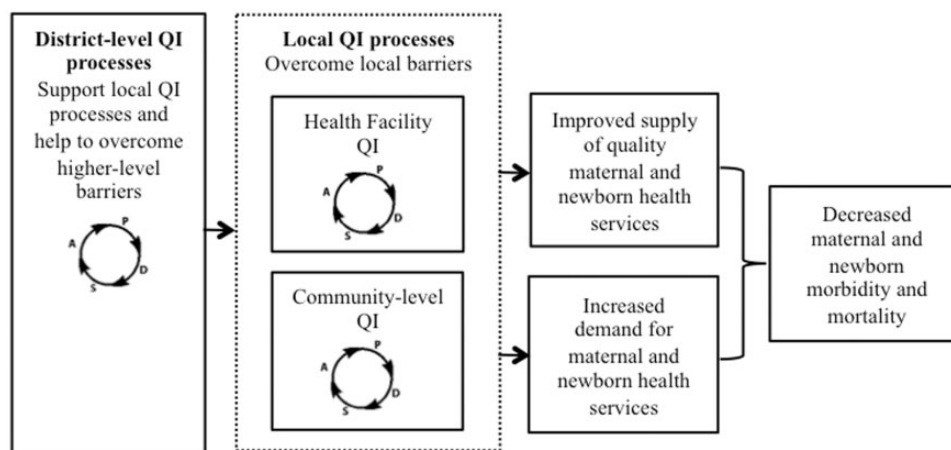 District-level QI
processes
Support local QI
processes and
help to overcome
higher-level
barriers
P
A
D
S
Local QI processes
Overcome local barriers
Health Facility
QI
P
A
D
S
Community-level
QI
P
A
D
S
Improved supply
of quality
maternal and
newborn health
services
Increased
demand for
maternal and
newborn health
services
Decreased
maternal and
newborn
morbidity and
mortality